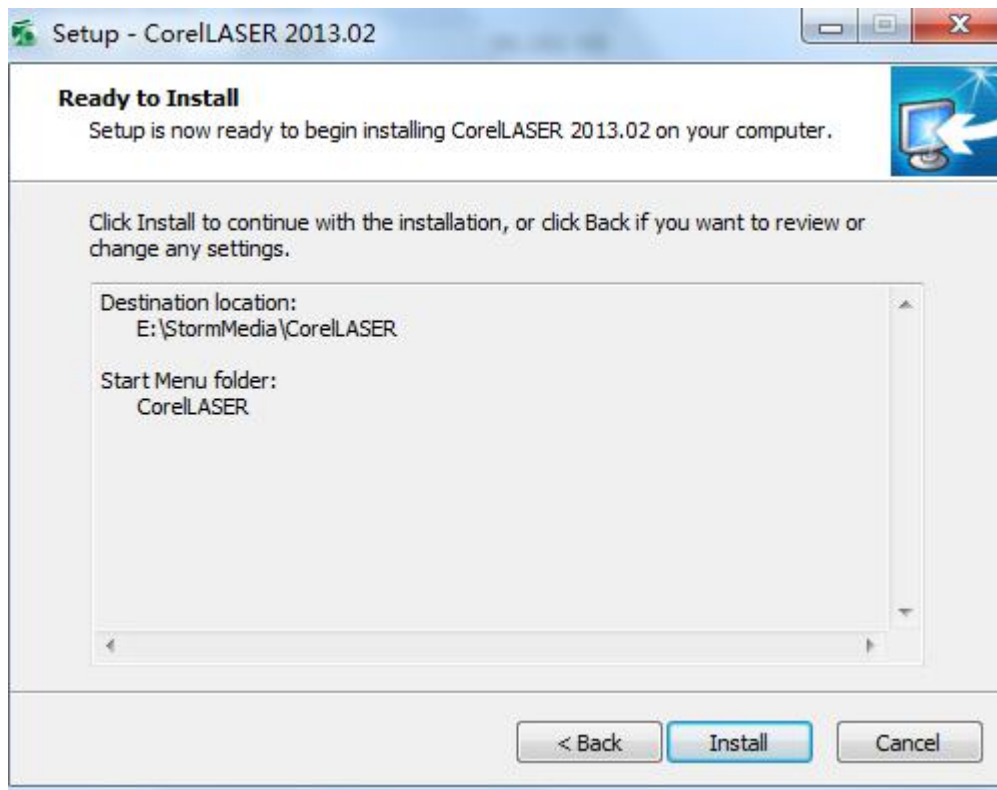 Setup - CorelLASER 2013.02
Ready to Install
Setup is now ready to begin installing CorelLASER 2013.02 on your computer.
Click Install to continue with the installation, or click Back if you want to review or
change any settings.
Destination location:
E:\StormMedia\CorelLASER
Start Menu folder:
CorelLASER
< Back
Install
Cancel